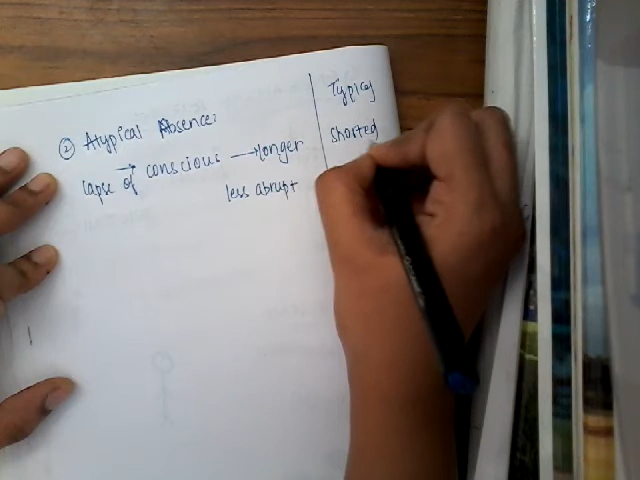 ② Atypical Absence:
lapse of conscious → longer
less abrupt
Typical
shorted